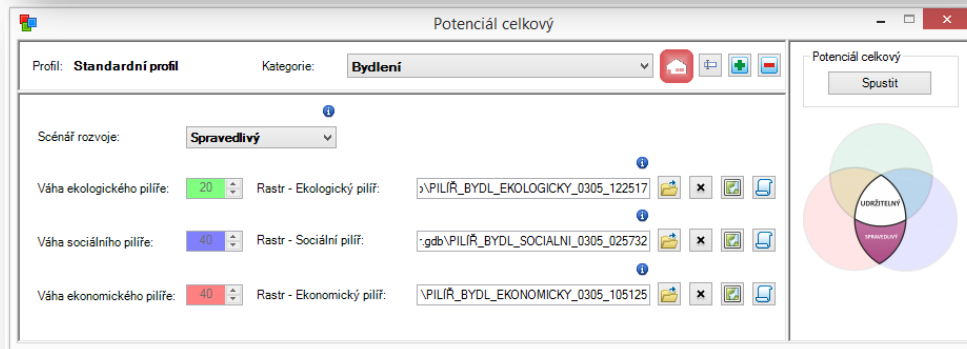 Potenciál celkový
Profil: Standardní profil Kategorie: Bydlení
Potenciál celkový
Spustit
Scénář rozvoje: Spravedlivý
Váha ekologického pilíře: 20 Rastr - Ekologický pilíř: \PILÍŘ_BYDL_EKOLOGICKY_0305_122517
Váha sociálního pilíře: 40 Rastr - Sociální pilíř: .gdb\PILÍŘ_BYDL_SOCIALNI_0305_025732
Váha ekonomického pilíře: 40 Rastr - Ekonomický pilíř: \PILÍŘ_BYDL_EKONOMICKY_0305_105125
UDRŽITELNÝ
SPRAVEDLIVÝ